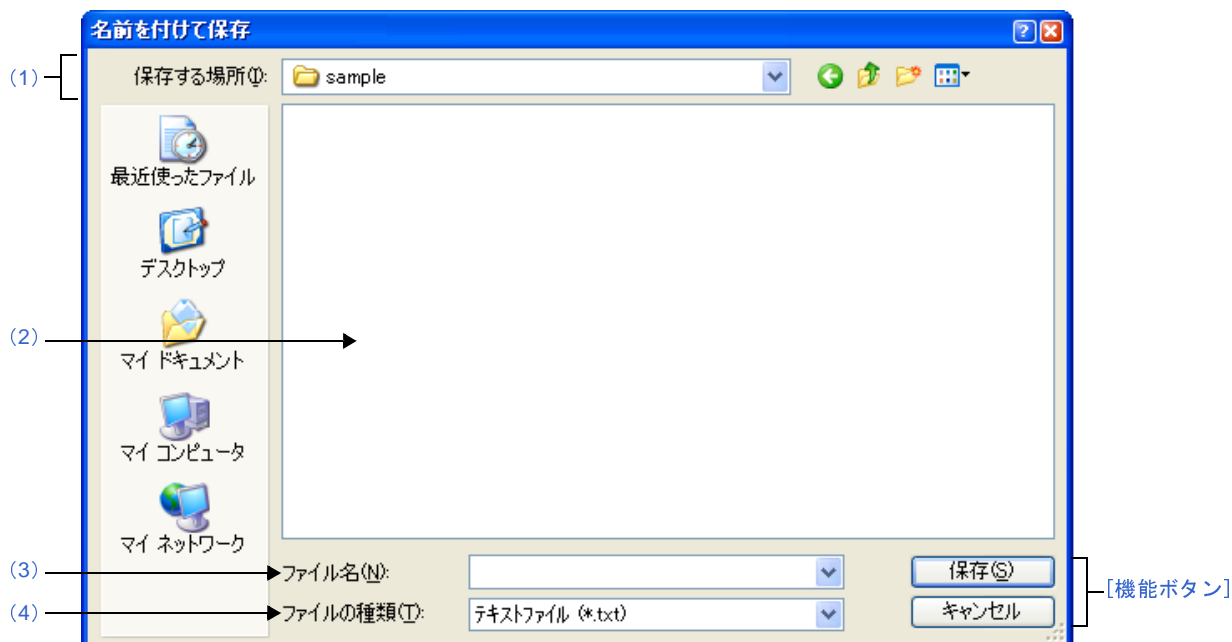 名前を付けて保存
(1)
保存する場所(I):
sample
最近使ったファイル
デスクトップ
(2)
マイ ドキュメント
マイ コンピュータ
マイ ネットワーク
(3)
ファイル名(N):
保存(S)
[機能ボタン]
(4)
ファイルの種類(T):
テキストファイル (*.txt)
キャンセル